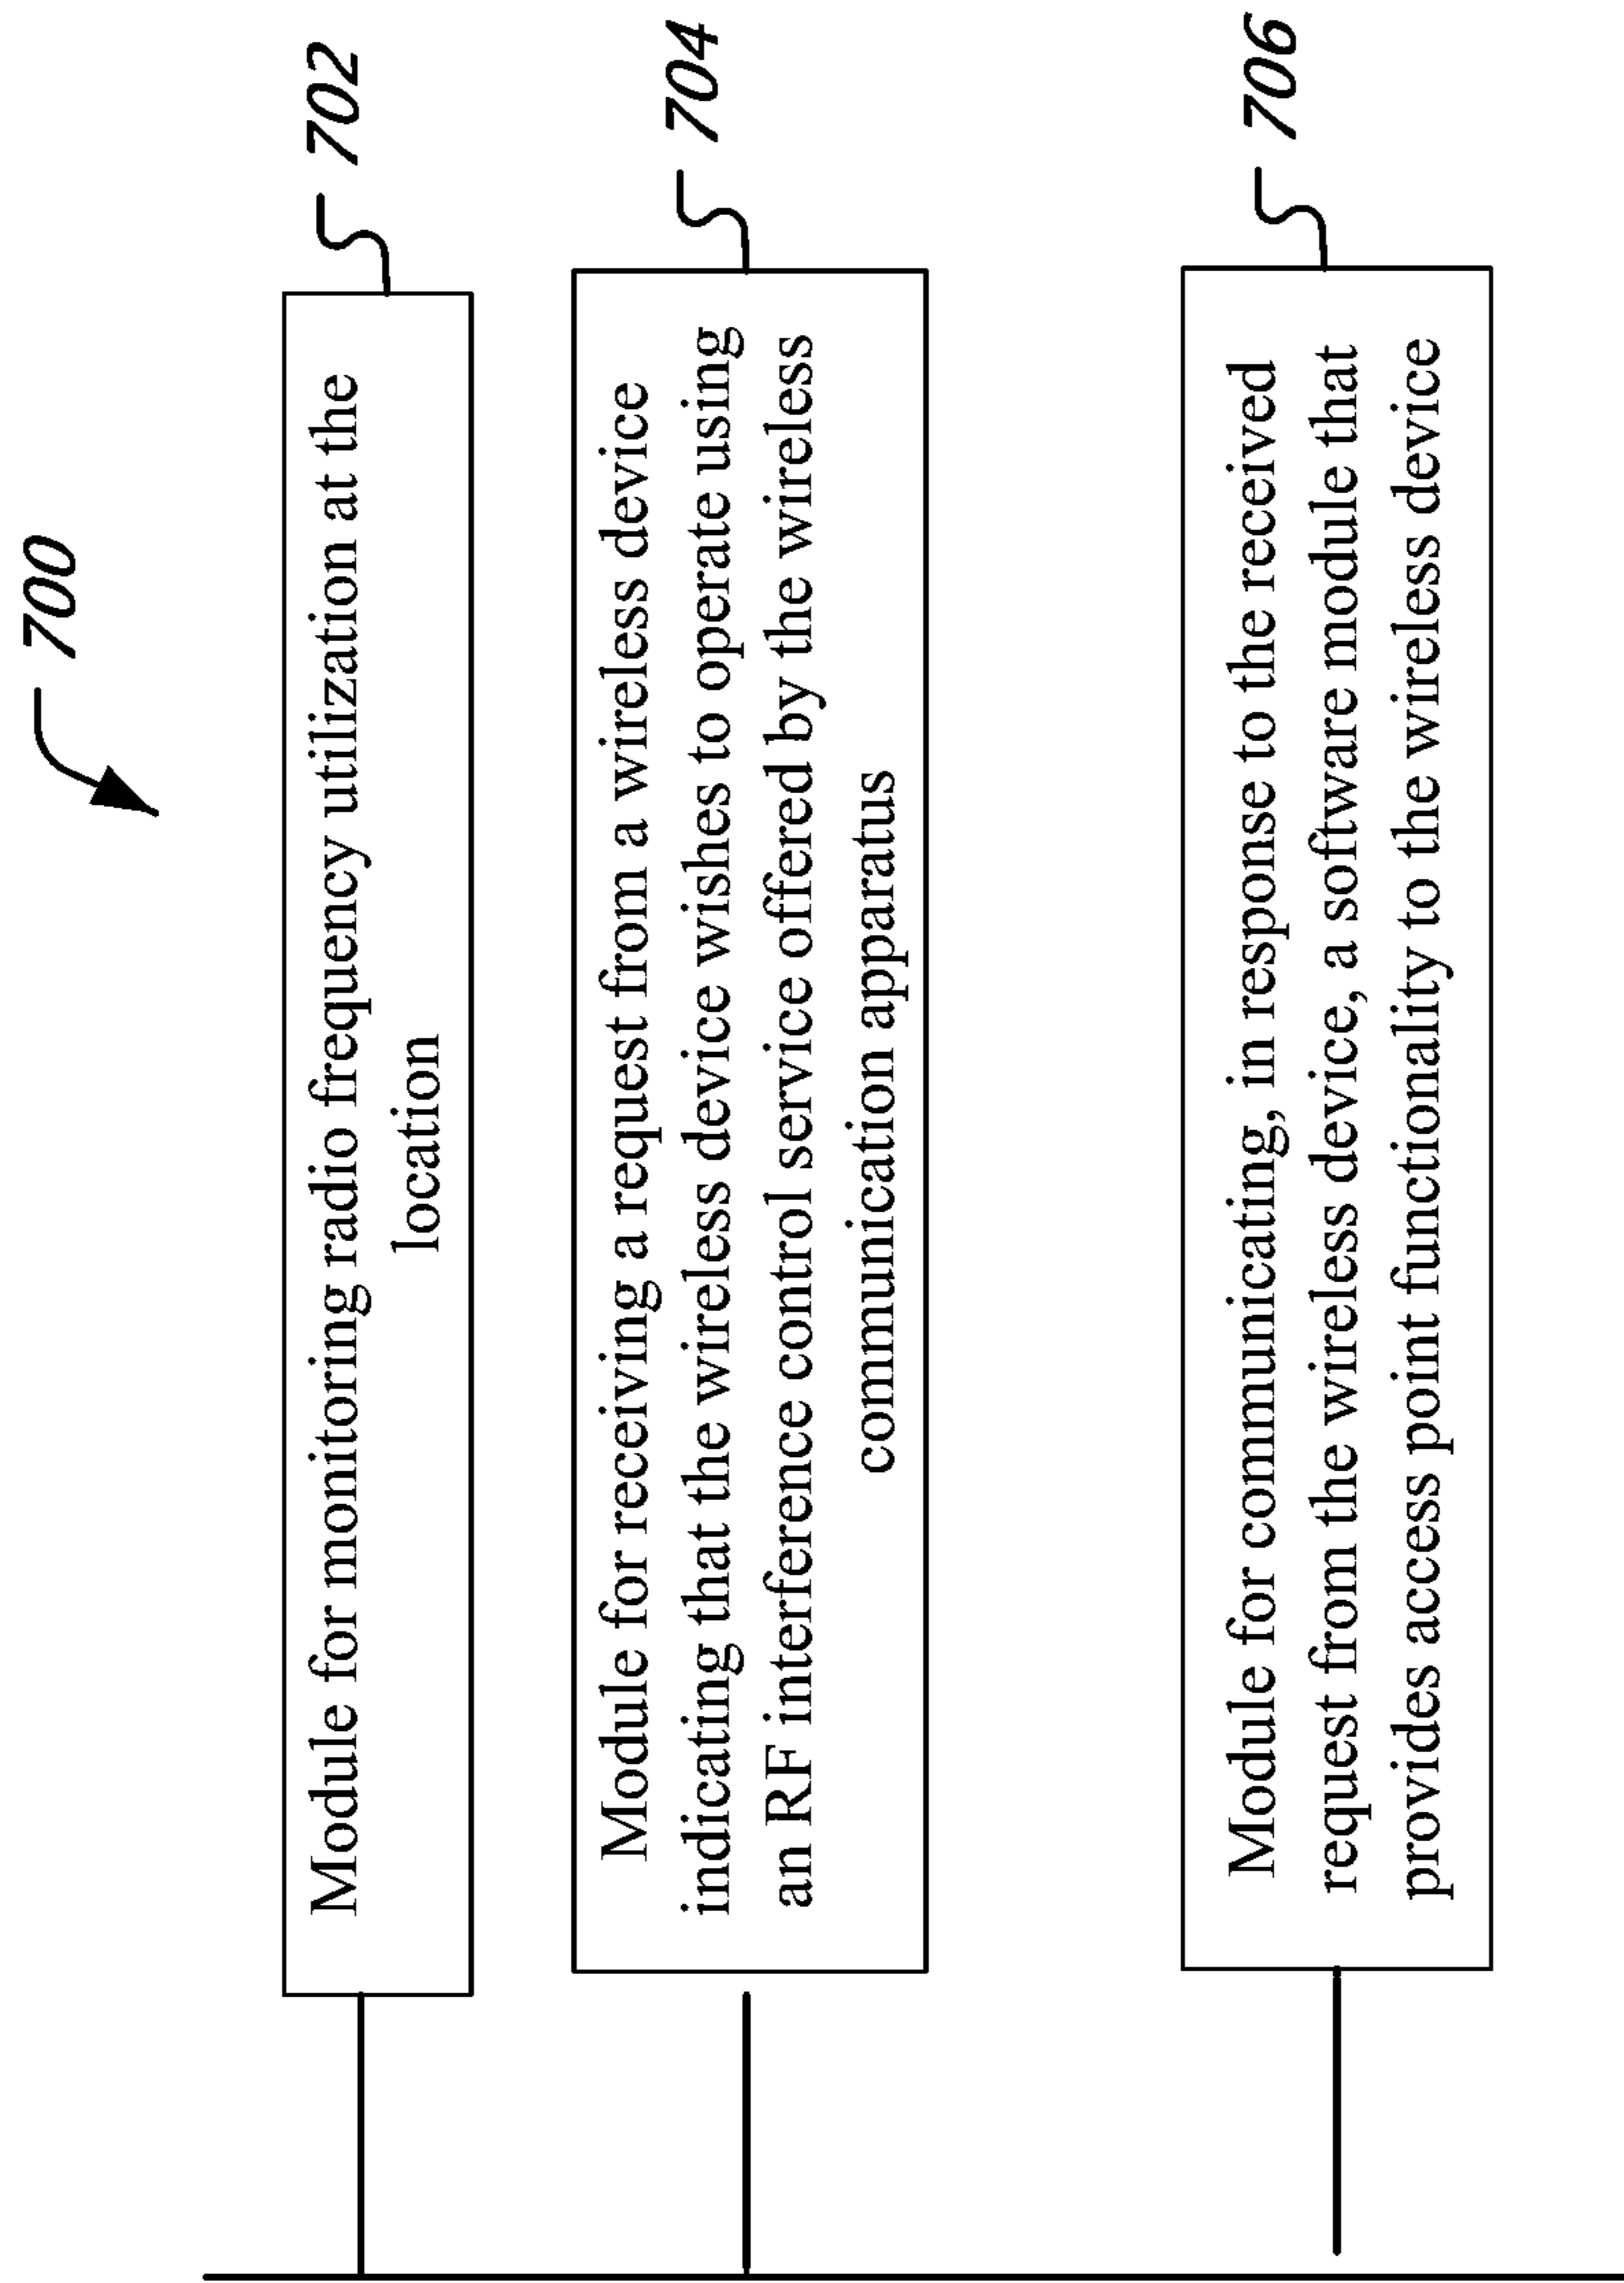 700
702
Module for monitoring radio frequency utilization at the
location
704
Module for receiving a request from a wireless device
indicating that the wireless device wishes to operate using
an RF interference control service offered by the wireless
communication apparatus
706
Module for communicating, in response to the received
request from the wireless device, a software module that
provides access point functionality to the wireless device